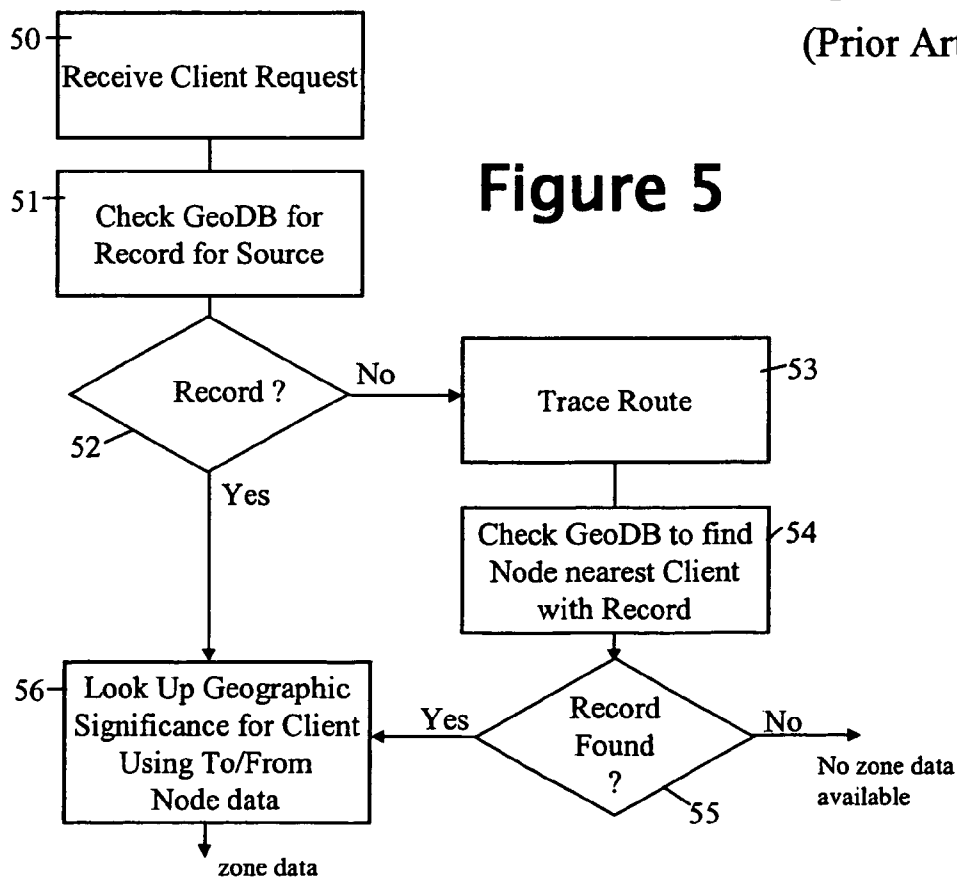 (Prior Art
50
Receive Client Request
Figure 5
51
Check GeoDB for
Record for Source
Record ?
No
52
Yes
53
Trace Route
54
Check GeoDB to find
Node nearest Client
with Record
56
Look Up Geographic
Significance for Client
Using To/From
Node data
Yes
Record
Found
?
No
55
No zone data
available
zone data